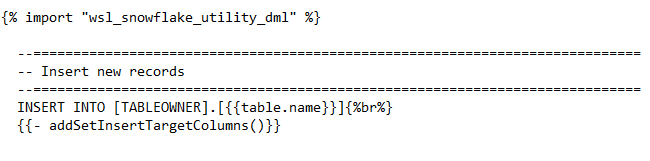 {% import "wsl_snowflake_utility_dml" %}
--============================================================================
-- Insert new records
--============================================================================
INSERT INTO [TABLEOWNER].[{{table.name}}]{%br%}
{{- addSetInsertTargetColumns()}}